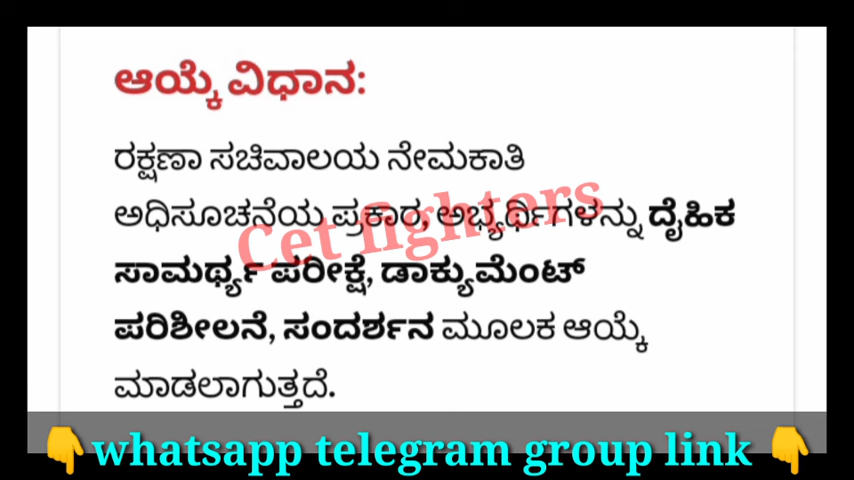 ಆಯ್ಕೆ ವಿಧಾನ:
ರಕ್ಷಣಾ ಸಚಿವಾಲಯ ನೇಮಕಾತಿ
ಅಧಿಸೂಚನೆಯ ಪ್ರಕಾರ, ಅಭ್ಯರ್ಥಿಗಳನ್ನು ದೈಹಿಕ
Cet fighters
ಸಾಮರ್ಥ್ಯ ಪರೀಕ್ಷೆ, ಡಾಕ್ಯುಮೆಂಟ್
ಪರಿಶೀಲನೆ, ಸಂದರ್ಶನ ಮೂಲಕ ಆಯ್ಕೆ
ಮಾಡಲಾಗುತ್ತದೆ.
👇whatsapp telegram group link 👇